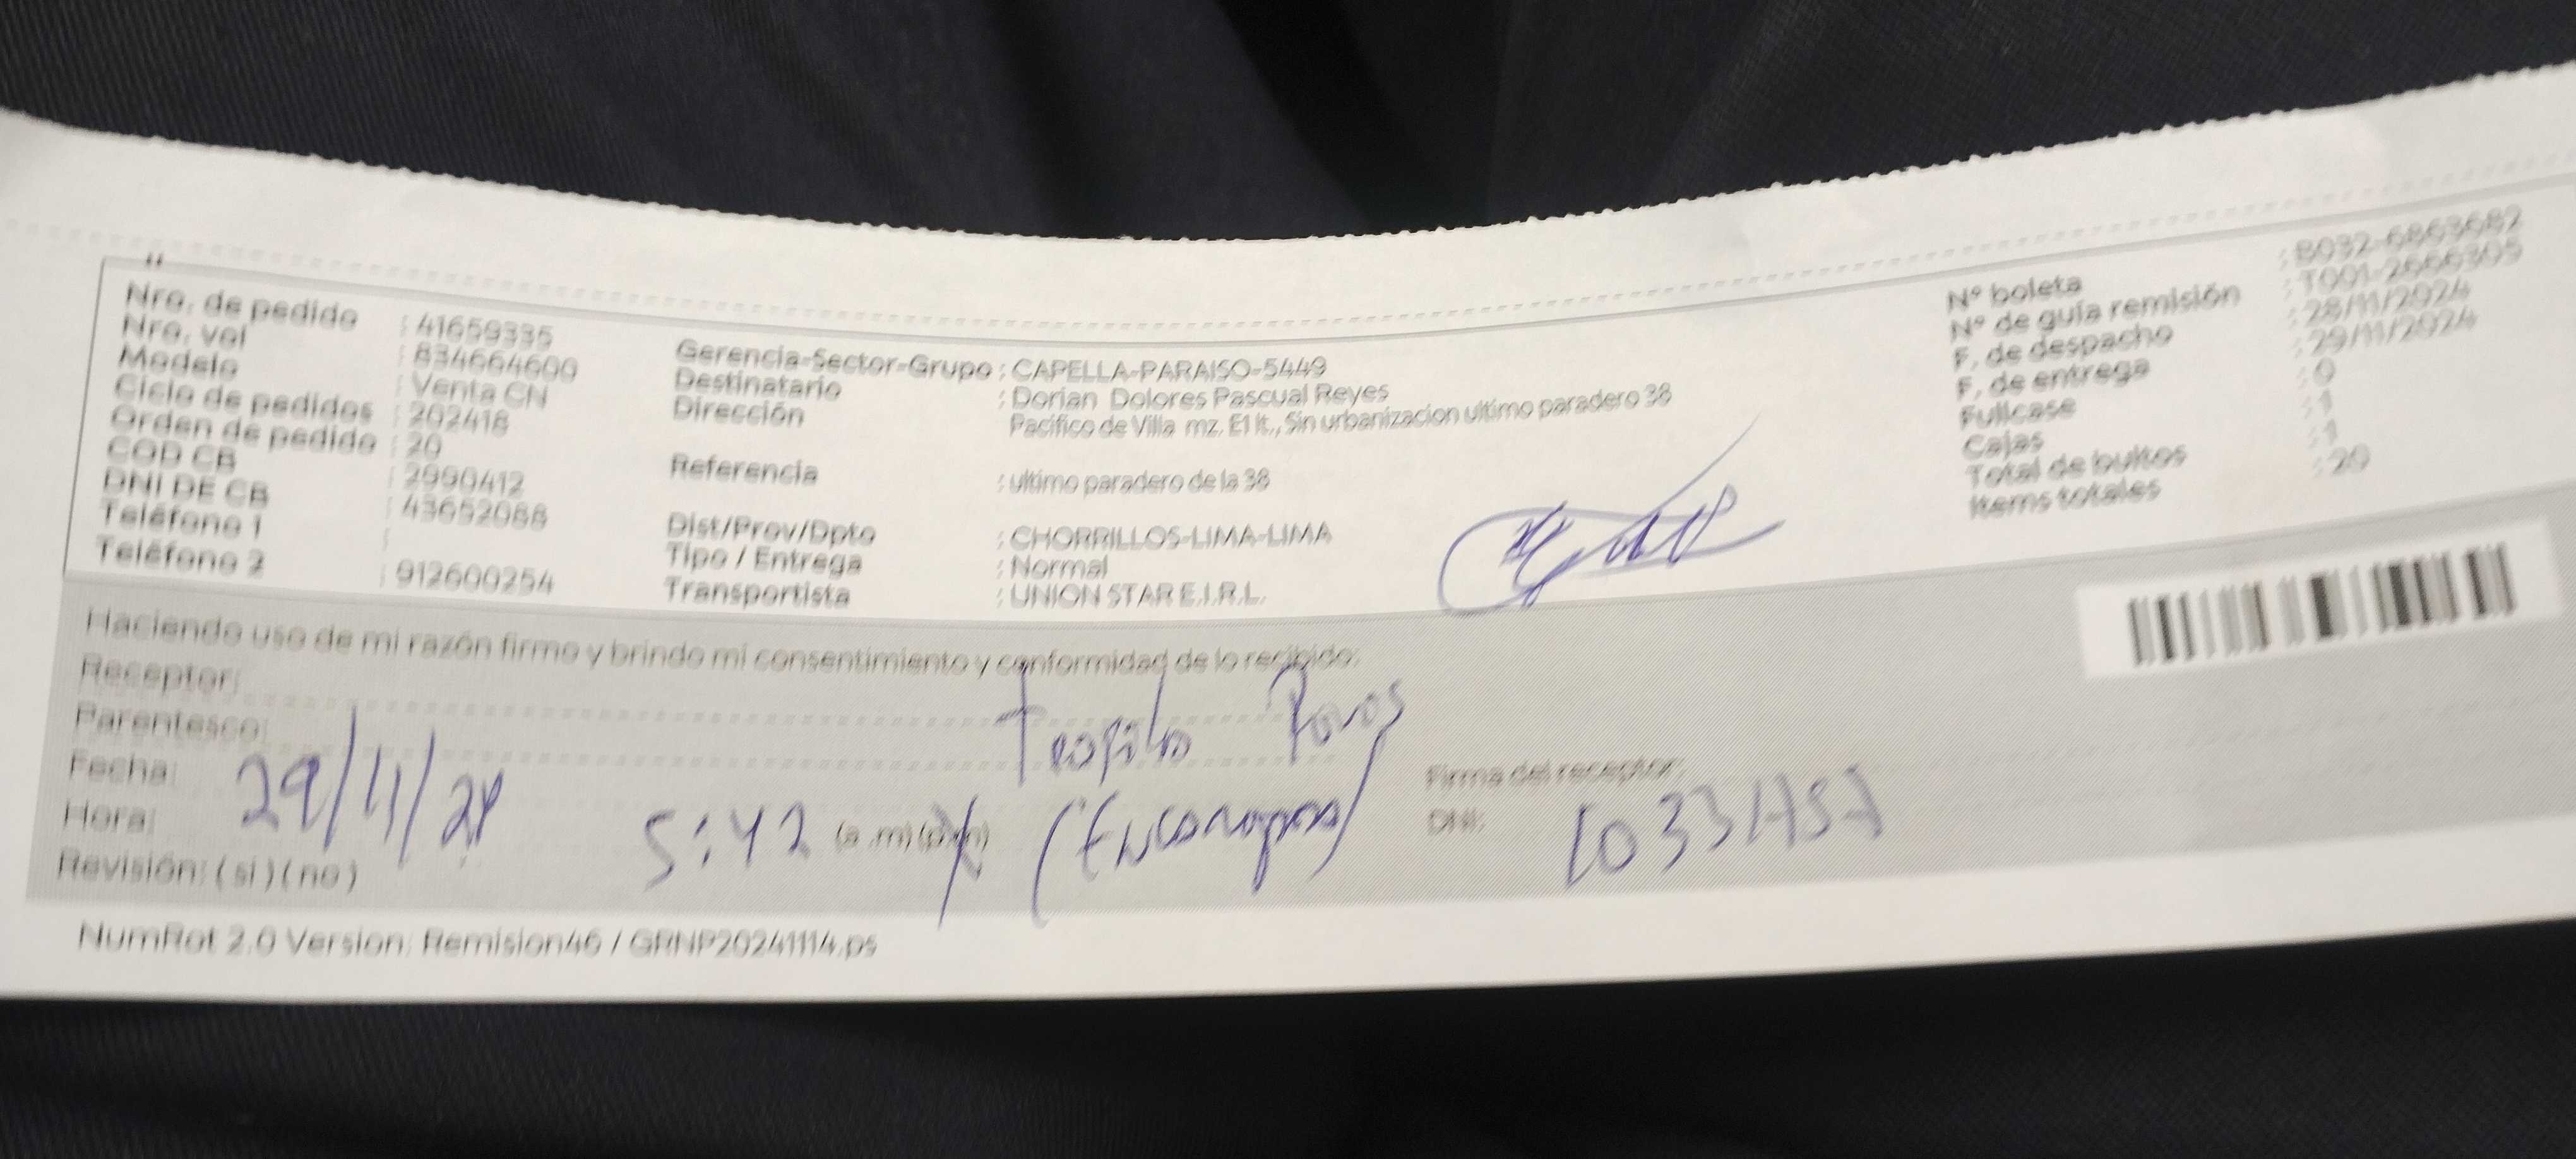 Nro. de pedido : 41659335
Nro. vol : 834664600
Modelo : Venta CN
Ciclo de pedidos : 202418
Orden de pedido : 20
COD CB : 2990412
DNI DE CB : 43652088
Teléfono 1 :
Teléfono 2 : 912600254
Gerencia-Sector-Grupo : CAPELLA-PARAISO-5449
Destinatario : Dorian Dolores Pascual Reyes
Dirección Pacifico de Villa mz. E1 lt., Sin urbanizacion ultimo paradero 38
Referencia : ultimo paradero de la 38
Dist/Prov/Dpto : CHORRILLOS-LIMA-LIMA
Tipo / Entrega : Normal
Transportista : UNION STAR E.I.R.L.
N° boleta : B032-6863682
N° de guía remisión : T001-2666309
F. de despacho : 28/11/2024
F. de entrega : 29/11/2024
Fullcase : 0
Cajas : 1
Total de bultos : 1
Items totales : 20
Haciendo uso de mi razón firmo y brindo mi consentimiento y conformidad de lo recibido:
Receptor:
Parentesco:
Fecha: 29/11/24
Hora: 5:42 (a .m) (p.m)
Revisión: ( si ) ( no )
Firma del receptor:
DNI:
NumRot 2.0 Version: Remision46 / GRNP20241114.ps